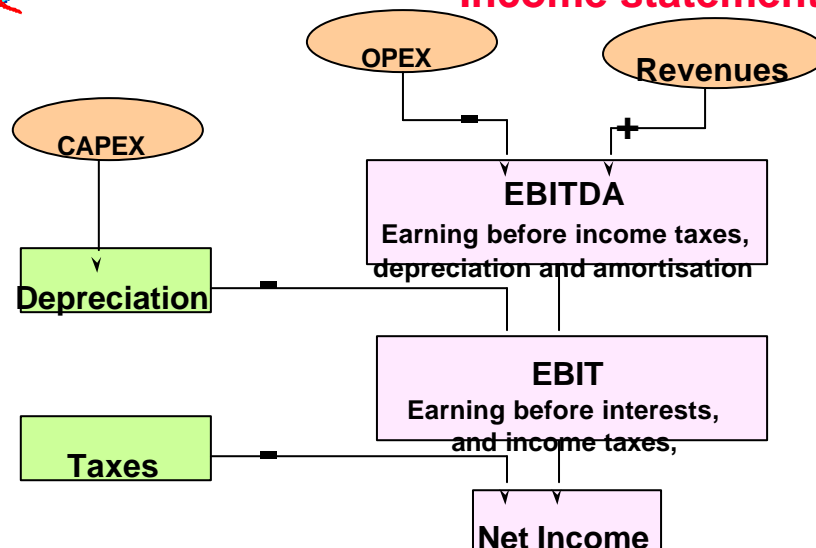 Income statement
OPEX
Revenues
CAPEX
EBITDA
Earning before income taxes,
depreciation and amortisation
Depreciation
EBIT
Earning before interests,
and income taxes,
Taxes
Net Income